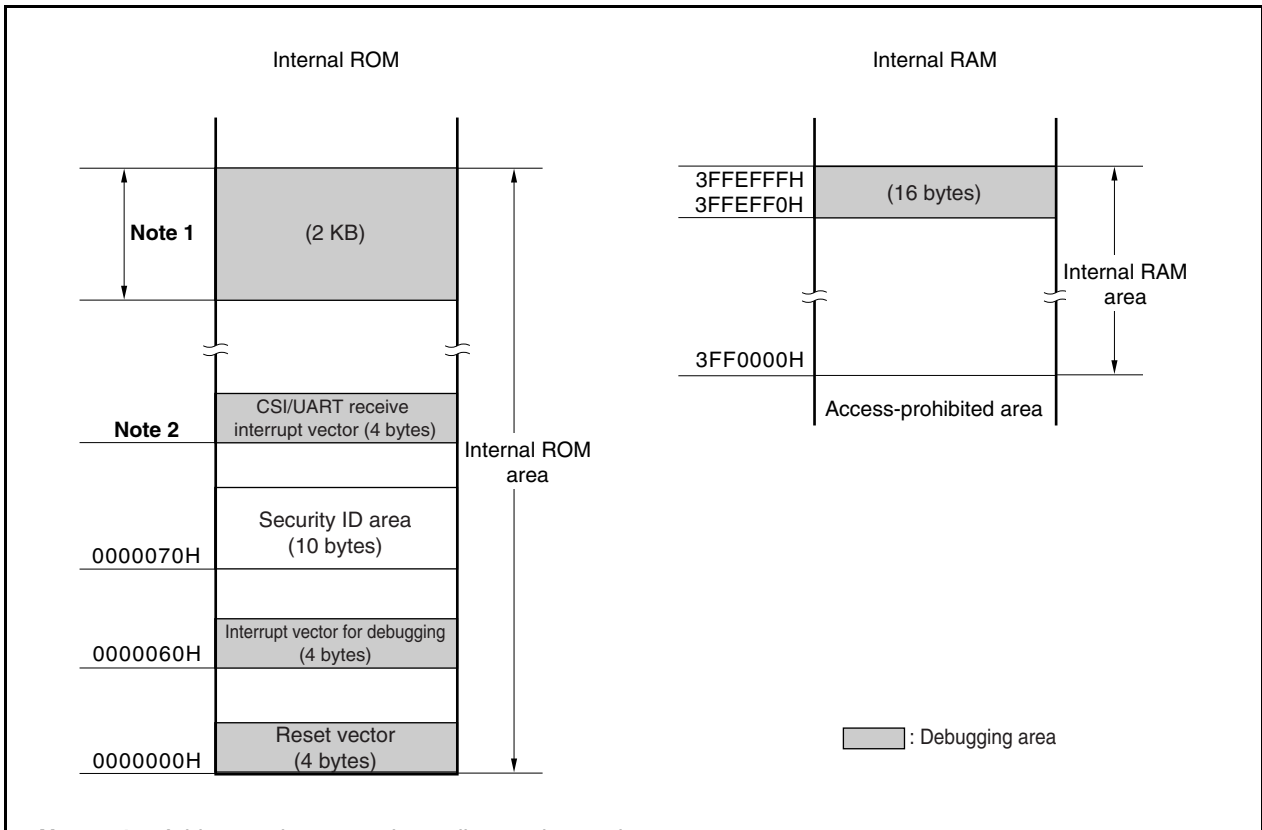 Internal ROM
Note 1
(2 KB)
CSI/UART receive
interrupt vector (4 bytes)
Note 2
Internal ROM
area
Security ID area
(10 bytes)
0000070H
Interrupt vector for debugging
(4 bytes)
0000060H
Reset vector
(4 bytes)
0000000H
Internal RAM
3FFEFFFH
3FFEFF0H
(16 bytes)
Internal RAM
area
3FF0000H
Access-prohibited area
: Debugging area